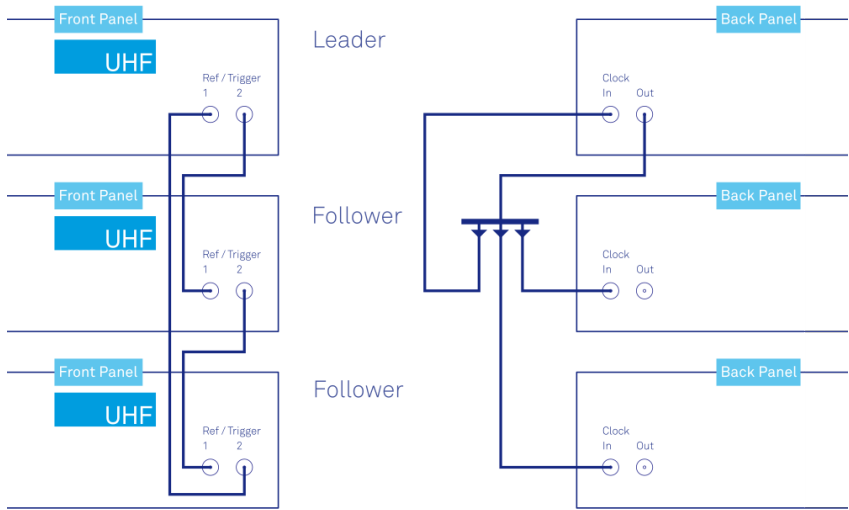 Front Panel
UHF
Ref / Trigger
1 2
Leader
Back Panel
Clock
In Out
Front Panel
UHF
Ref / Trigger
1 2
Follower
Back Panel
Clock
In Out
Front Panel
UHF
Ref / Trigger
1 2
Follower
Back Panel
Clock
In Out